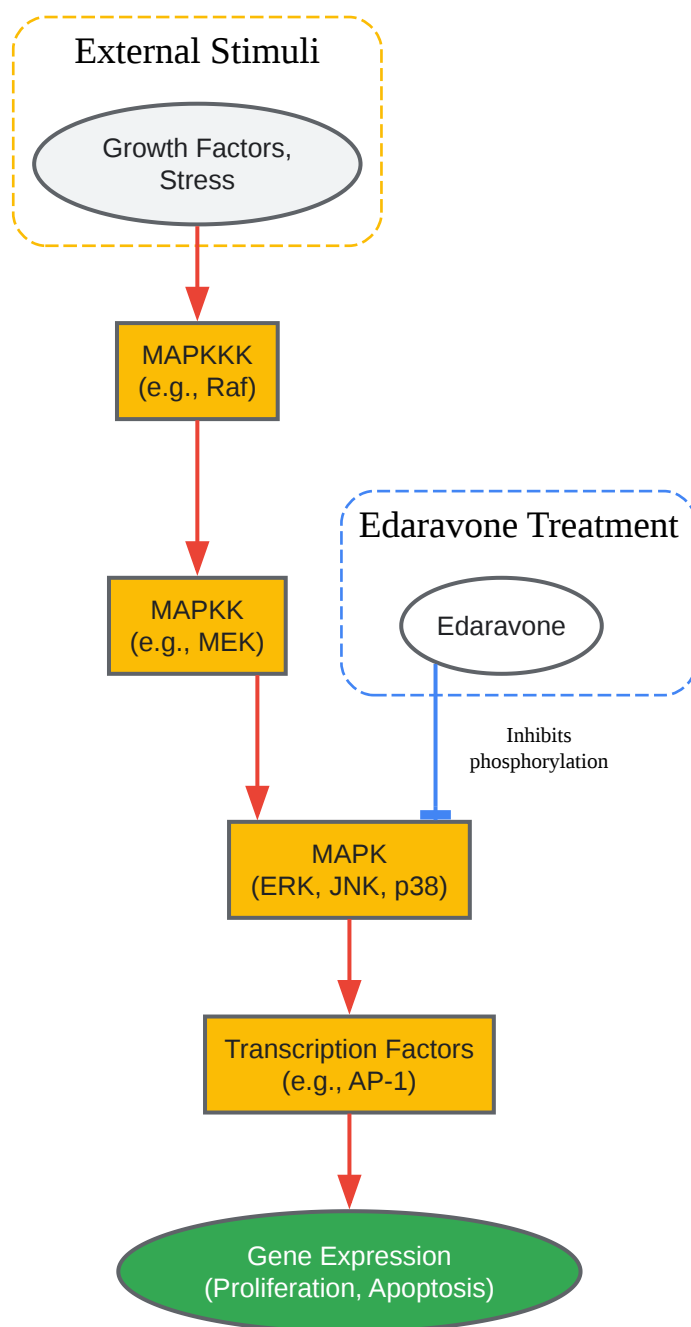 External Stimuli
Growth Factors,
Stress
MAPKKK
(e.g., Raf)
MAPKK
(e.g., MEK)
Edaravone Treatment
Edaravone
Inhibits
phosphorylation
MAPK
(ERK, JNK, p38)
Transcription Factors
(e.g., AP-1)
Gene Expression
(Proliferation, Apoptosis)